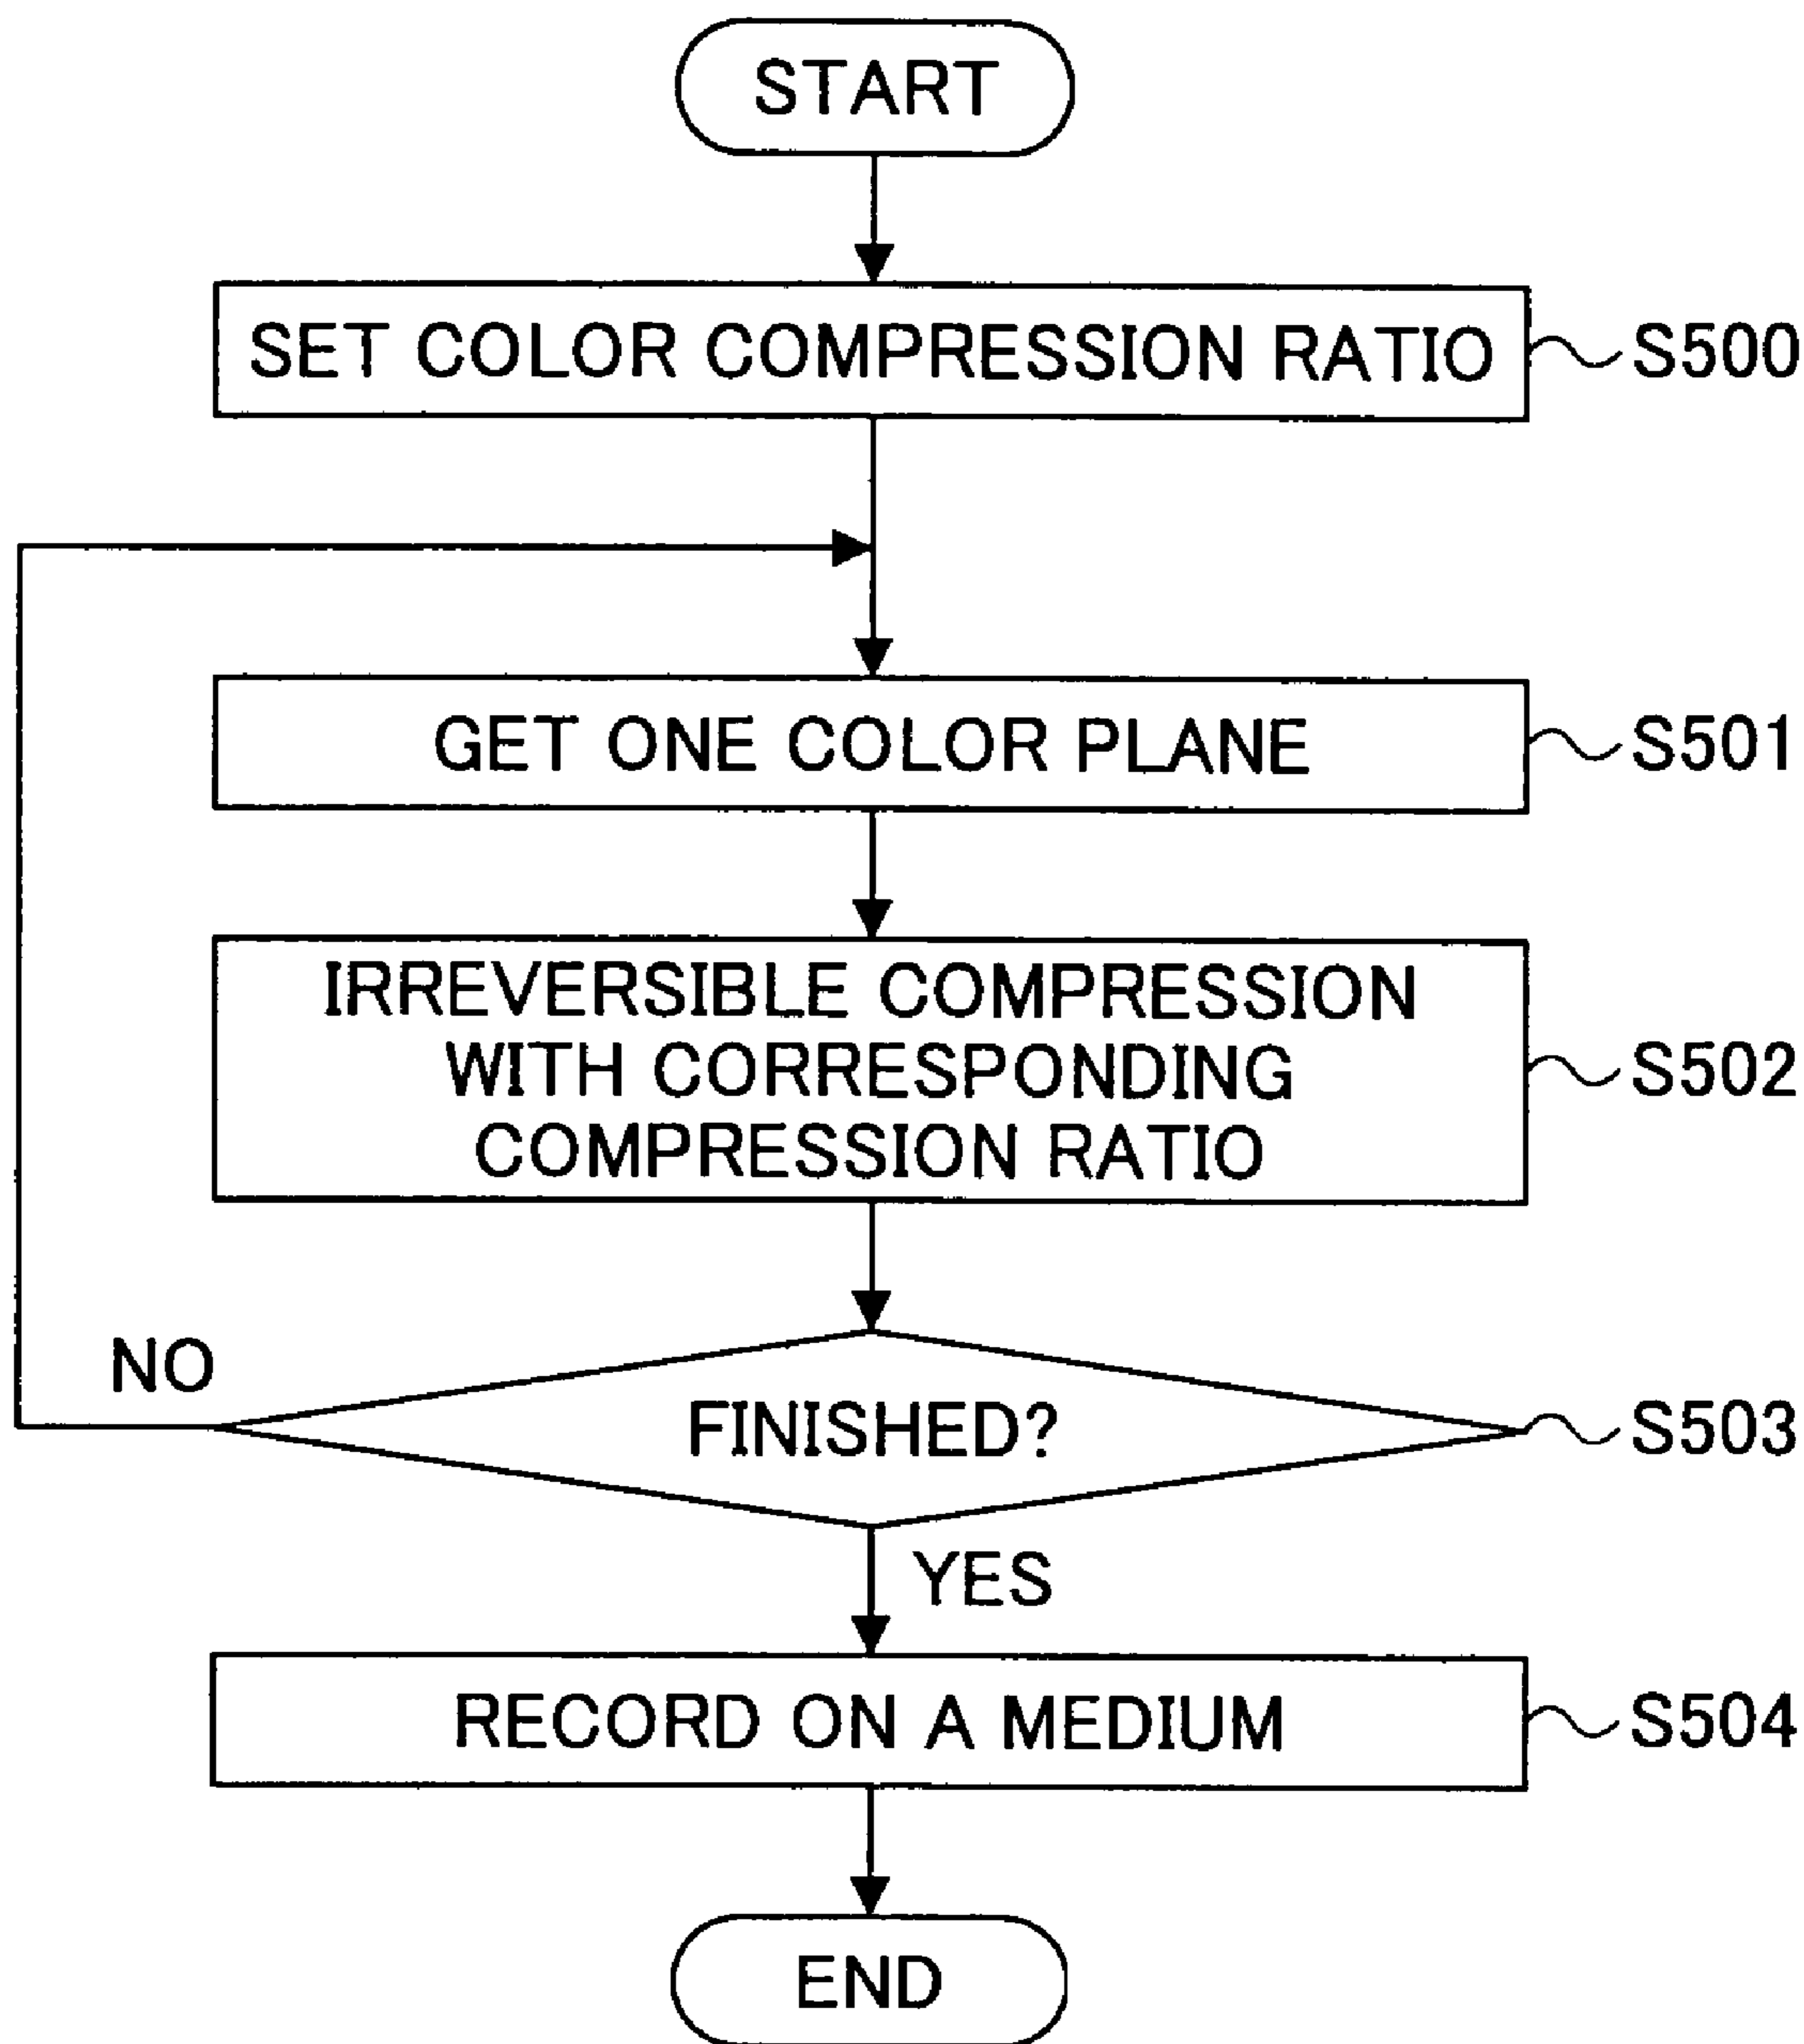 START
SET COLOR COMPRESSION RATIO
S500
GET ONE COLOR PLANE
S501
IRREVERSIBLE COMPRESSION
WITH CORRESPONDING
COMPRESSION RATIO
S502
NO
FINISHED?
S503
YES
RECORD ON A MEDIUM
S504
END